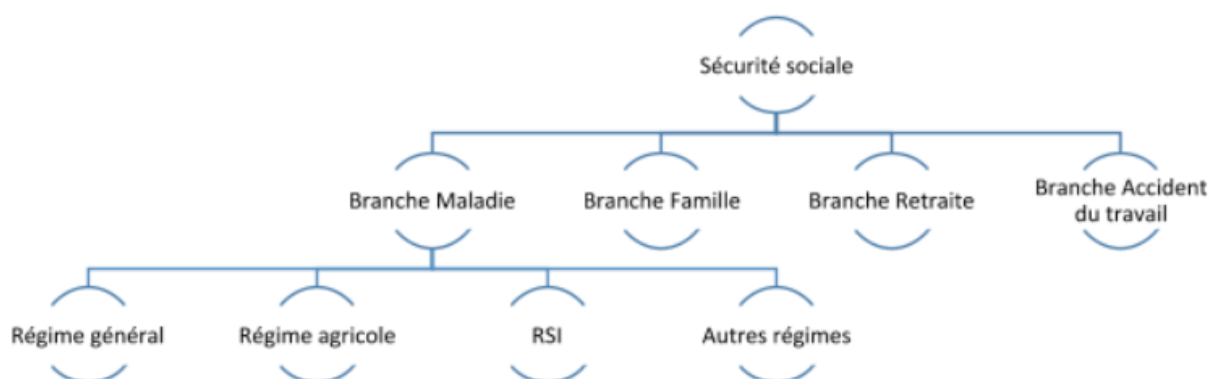 Sécurité sociale
Branche Maladie
Branche Famille
Branche Retraite
Branche Accident
du travail
Régime général
Régime agricole
RSI
Autres régimes